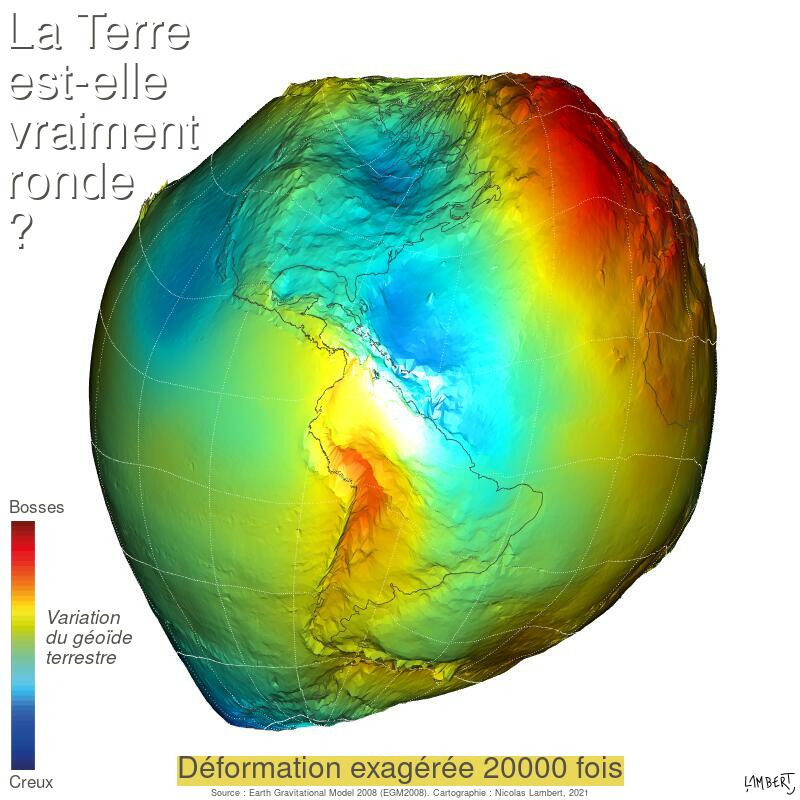 La Terre
est-elle
vraiment
ronde
?
Bosses
Variation
du géoïde
terrestre
Creux
Déformation exagérée 20000 fois
Source : Earth Gravitational Model 2008 (EGM2008). Cartographie : Nicolas Lambert, 2021
LAMBERT